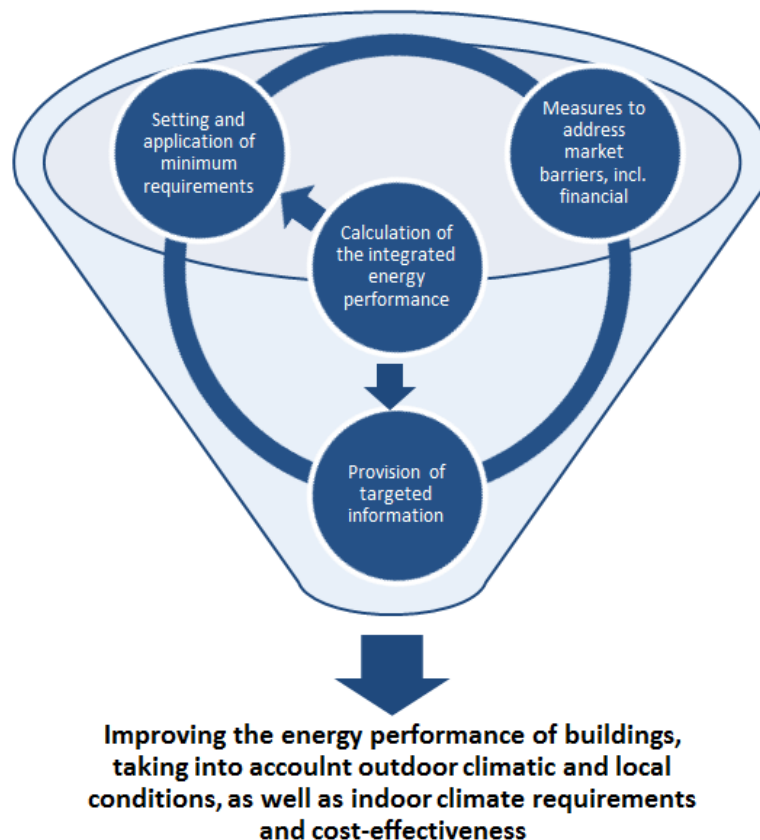 Setting and
application of
minimum
requirements
Measures to
address
market
barriers, incl.
financial
Calculation of
the integrated
energy
performance
Provision of
targeted
information
Improving the energy performance of buildings,
taking into accoulnt outdoor climatic and local
conditions, as well as indoor climate requirements
and cost-effectiveness